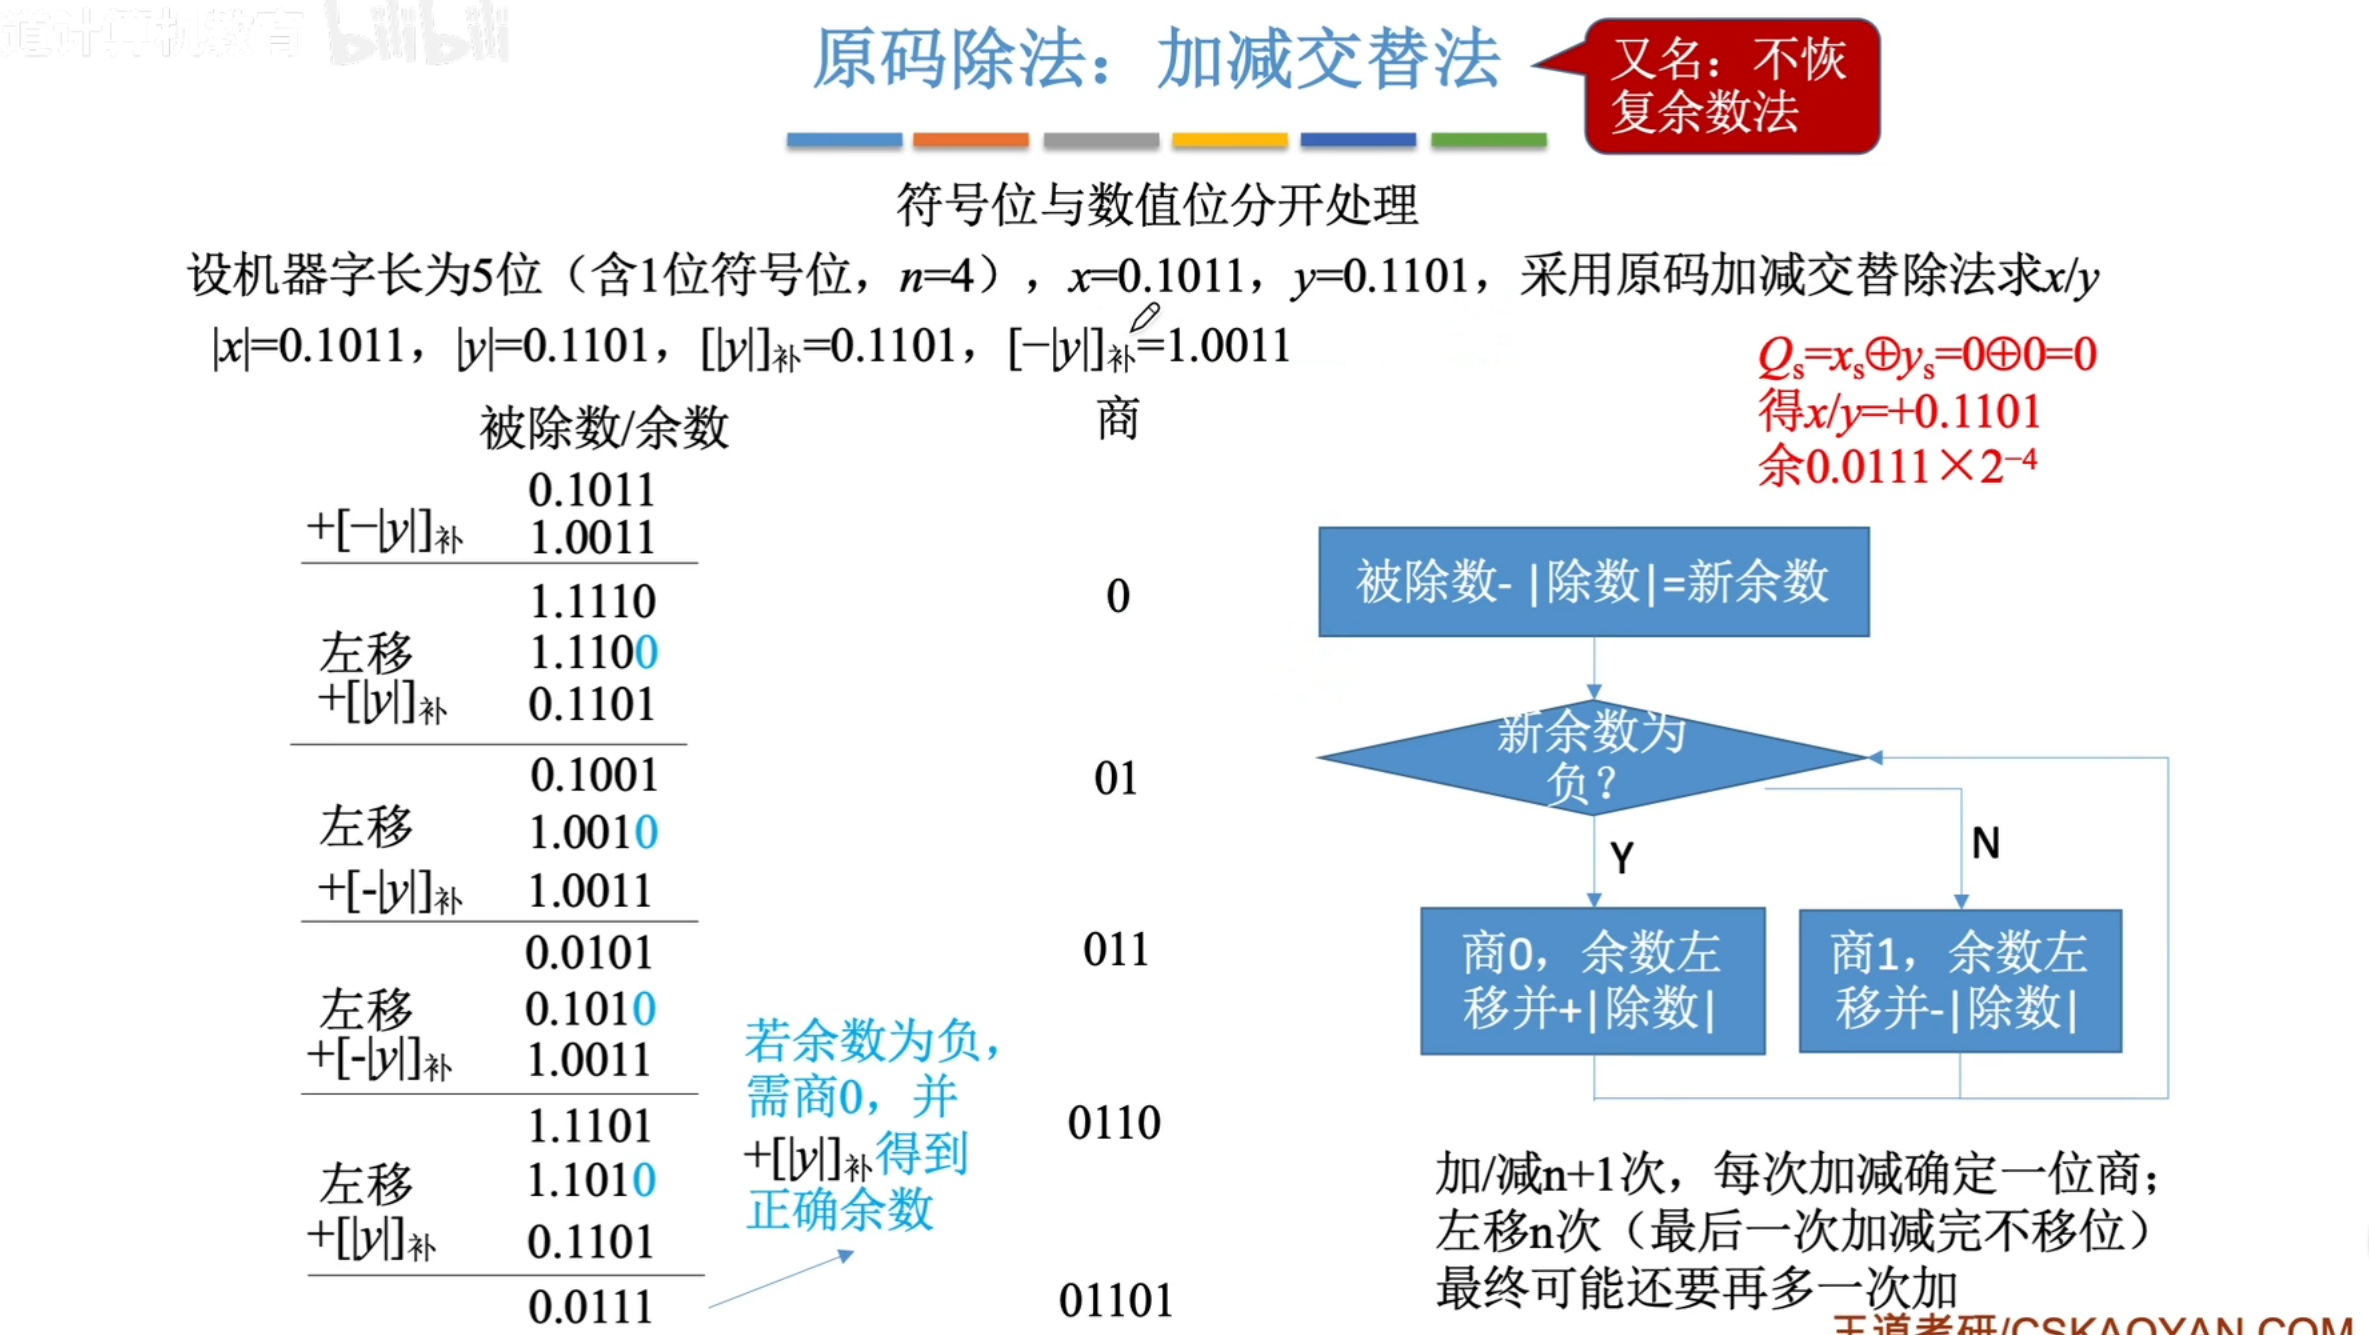 道计算机教育 bilibili
原码除法：加减交替法
又名：不恢
复余数法
符号位与数值位分开处理
设机器字长为5位（含1位符号位，n=4），x=0.1011，y=0.1101，采用原码加减交替除法求x/y
|x|=0.1011，|y|=0.1101，[|y|]补=0.1101，[−|y|]补=1.0011
Qs=xs⊕ys=0⊕0=0
得x/y=+0.1101
余0.0111×2⁻⁴
被除数/余数 商
0.1011
+[−|y|]补 1.0011
1.1110 0
左移 1.1100
+[|y|]补 0.1101
0.1001 01
左移 1.0010
+[-|y|]补 1.0011
0.0101 011
左移 0.1010
+[-|y|]补 1.0011
1.1101 0110
左移 1.1010
+[|y|]补 0.1101
0.0111 01101
若余数为负，
需商0，并
+[|y|]补得到
正确余数
被除数-|除数|=新余数
新余数为
负？
Y
N
商0，余数左
移并+|除数|
商1，余数左
移并-|除数|
加/减n+1次，每次加减确定一位商；
左移n次（最后一次加减完不移位）
最终可能还要再多一次加
王道考研/CSKAOYAN.COM